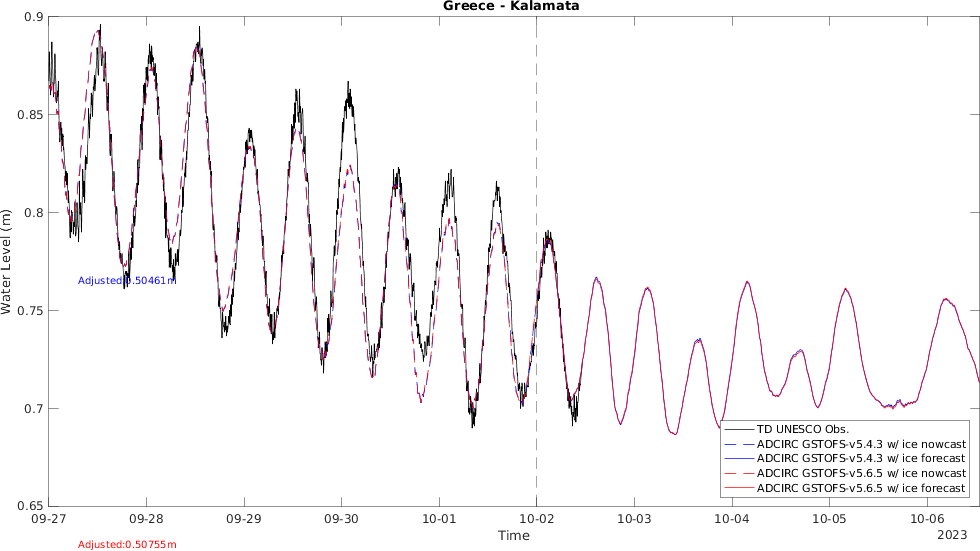 Greece - Kalamata
0.9
0.85
0.8
0.75
0.7
0.65
Water Level (m)
Adjusted:0.50461m
TD UNESCO Obs.
ADCIRC GSTOFS-v5.4.3 w/ ice nowcast
ADCIRC GSTOFS-v5.4.3 w/ ice forecast
ADCIRC GSTOFS-v5.6.5 w/ ice nowcast
ADCIRC GSTOFS-v5.6.5 w/ ice forecast
09-27 09-28 09-29 09-30 10-01 10-02 10-03 10-04 10-05 10-06
Time
2023
Adjusted:0.50755m